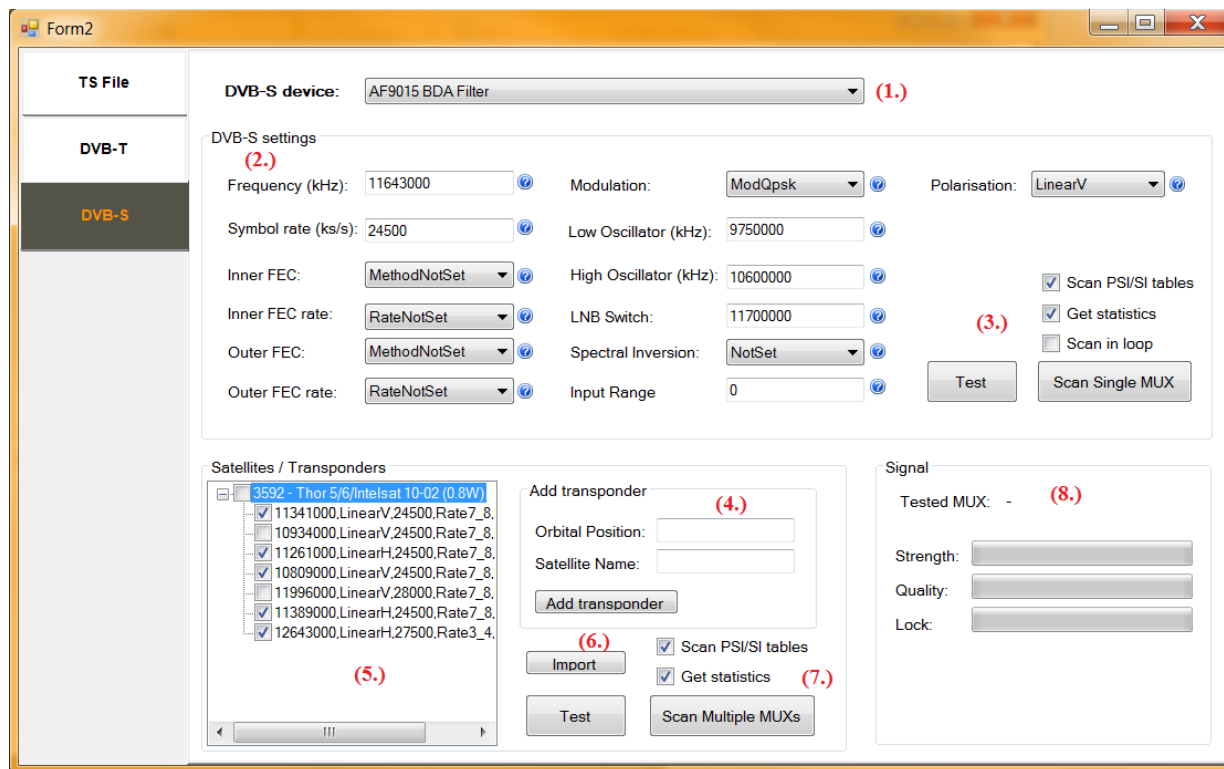 Form2
TS File
DVB-T
DVB-S
DVB-S device: AF9015 BDA Filter (1.)
DVB-S settings
(2.)
Frequency (kHz): 11643000 Modulation: ModQpsk Polarisation: LinearV
Symbol rate (ks/s): 24500 Low Oscillator (kHz): 9750000
Inner FEC: MethodNotSet High Oscillator (kHz): 10600000 Scan PSI/SI tables
Inner FEC rate: RateNotSet LNB Switch: 11700000 (3.) Get statistics
Outer FEC: MethodNotSet Spectral Inversion: NotSet Scan in loop
Outer FEC rate: RateNotSet Input Range 0 Test Scan Single MUX
Satellites / Transponders
3592 - Thor 5/6/Intelsat 10-02 (0.8W)
11341000,LinearV,24500,Rate7_8,
10934000,LinearV,24500,Rate7_8,
11261000,LinearH,24500,Rate7_8,
10809000,LinearV,24500,Rate7_8,
11996000,LinearV,28000,Rate7_8,
11389000,LinearH,24500,Rate7_8,
12643000,LinearH,27500,Rate3_4,
(5.)
Add transponder
(4.)
Orbital Position:
Satellite Name:
Add transponder
(6.)
Import
Scan PSI/SI tables
Get statistics (7.)
Test Scan Multiple MUXs
Signal
Tested MUX: - (8.)
Strength:
Quality:
Lock: